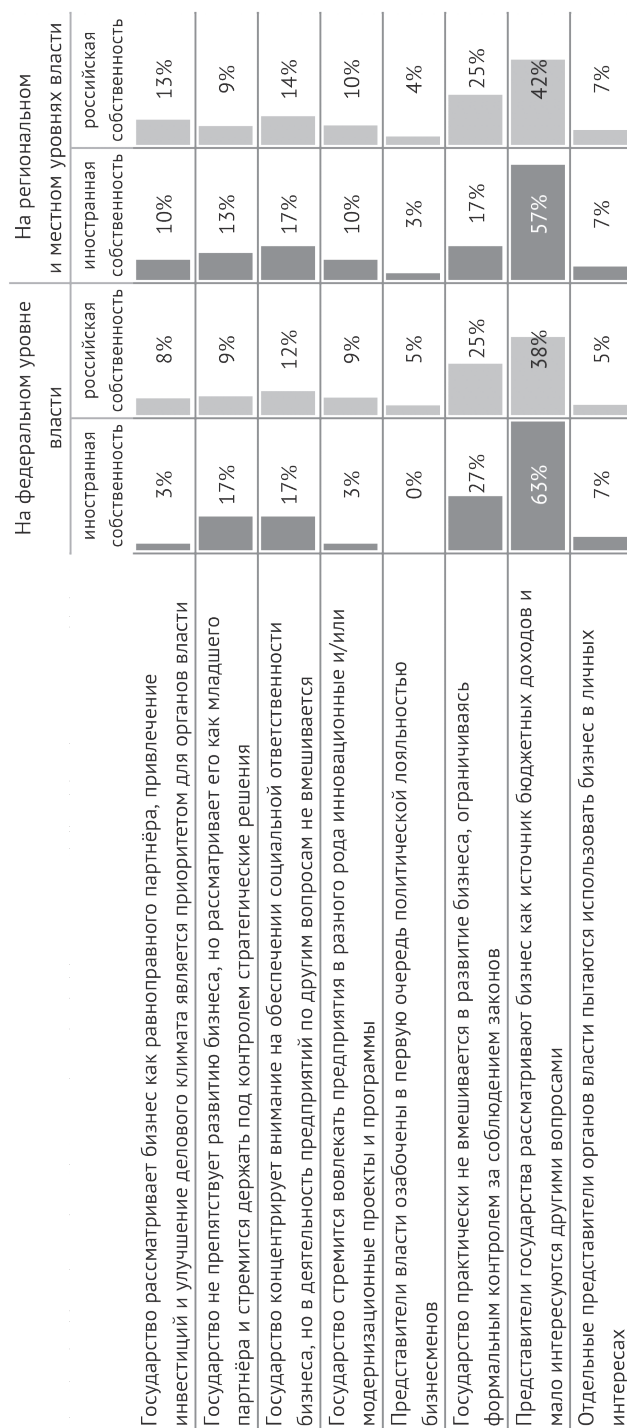 На федеральном уровне
власти
На региональном
и местном уровнях власти
иностранная
собственность
российская
собственность
иностранная
собственность
российская
собственность
Государство рассматривает бизнес как равноправного партнёра, привлечение
инвестиций и улучшение делового климата является приоритетом для органов власти
3%
8%
10%
13%
Государство не препятствует развитию бизнеса, но рассматривает его как младшего
партнёра и стремится держать под контролем стратегические решения
17%
9%
13%
9%
Государство концентрирует внимание на обеспечении социальной ответственности
бизнеса, но в деятельность предприятий по другим вопросам не вмешивается
17%
12%
17%
14%
Государство стремится вовлекать предприятия в разного рода инновационные и/или
модернизационные проекты и программы
3%
9%
10%
10%
Представители власти озабочены в первую очередь политической лояльностью
бизнесменов
0%
5%
3%
4%
Государство практически не вмешивается в развитие бизнеса, ограничиваясь
формальным контролем за соблюдением законов
27%
25%
17%
25%
Представители государства рассматривают бизнес как источник бюджетных доходов и
мало интересуются другими вопросами
63%
38%
57%
42%
Отдельные представители органов власти пытаются использовать бизнес в личных
интересах
7%
5%
7%
7%